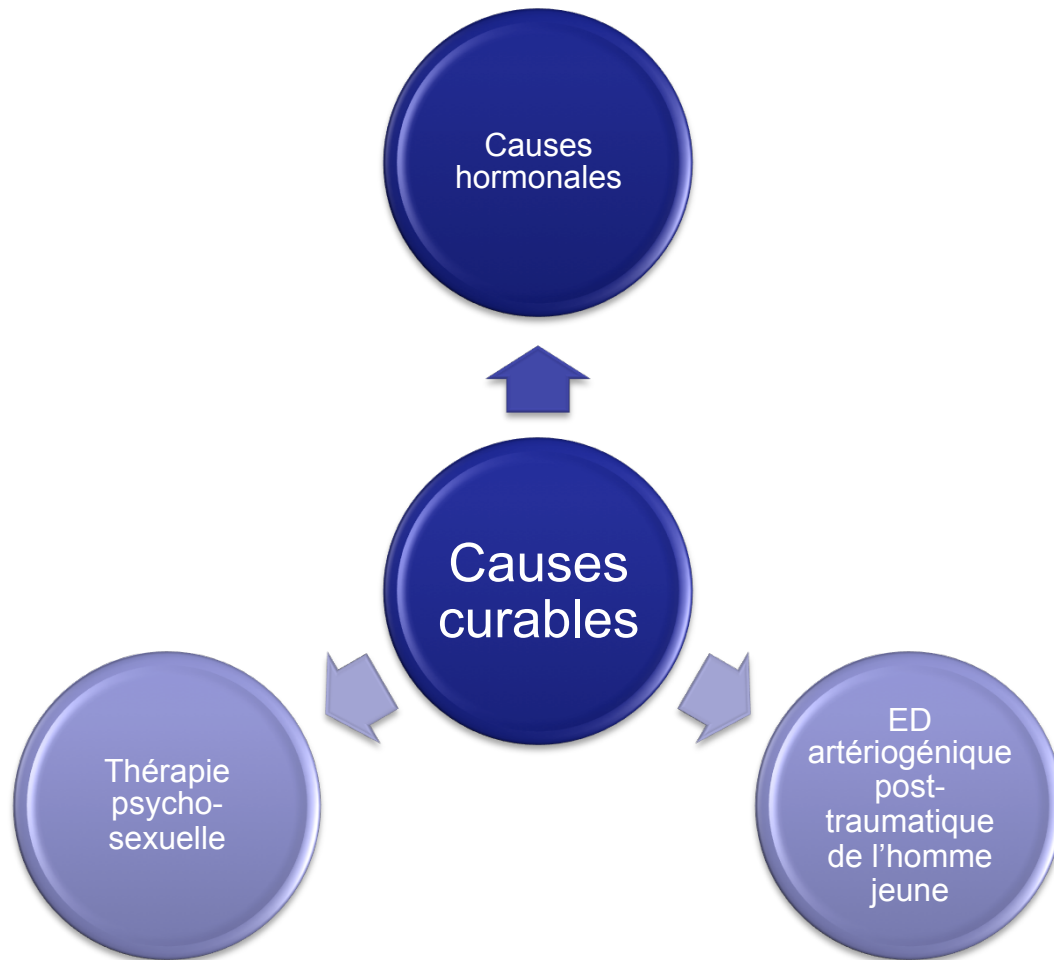 Causes
hormonales
Causes
curables
Thérapie
psycho-
sexuelle
ED
artériogénique
post-
traumatique
de l’homme
jeune